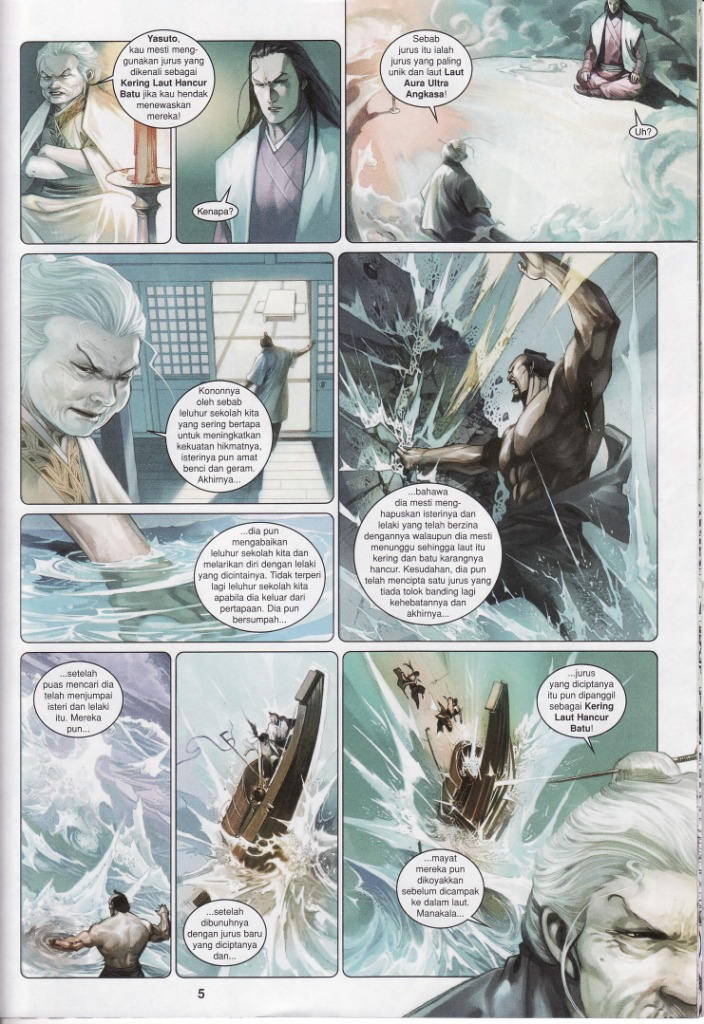 Yasuto,
kau mesti meng-
gunakan jurus yang
dikenali sebagai
Kering Laut Hancur
Batu jika kau hendak
menewaskan
mereka!
Kenapa?
Sebab
jurus itu ialah
jurus yang paling
unik dan laut Laut
Aura Ultra
Angkasa!
Uh?
Kononnya
oleh sebab
leluhur sekolah kita
yang sering bertapa
untuk meningkatkan
kekuatan hikmatnya,
isterinya pun amat
benci dan geram.
Akhirnya...
...dia pun
mengabaikan
leluhur sekolah kita dan
melarikan diri dengan lelaki
yang dicintainya. Tidak terperi
lagi leluhur sekolah kita
apabila dia keluar dari
pertapaan. Dia pun
bersumpah...
...bahawa
dia mesti meng-
hapuskan isterinya dan
lelaki yang telah berzina
dengannya walaupun dia mesti
menunggu sehingga laut itu
kering dan batu karangnya
hancur. Kesudahan, dia pun
telah mencipta satu jurus yang
tiada tolok banding lagi
kehebatannya dan
akhirnya...
...setelah
puas mencari dia
telah menjumpai
isteri dan lelaki
itu. Mereka
pun...
...setelah
dibunuhnya
dengan jurus baru
yang diciptanya
dan...
...jurus
yang diciptanya
itu pun dipanggil
sebagai Kering
Laut Hancur
Batu!
...mayat
mereka pun
dikoyakkan
sebelum dicampak
ke dalam laut.
Manakala...
5